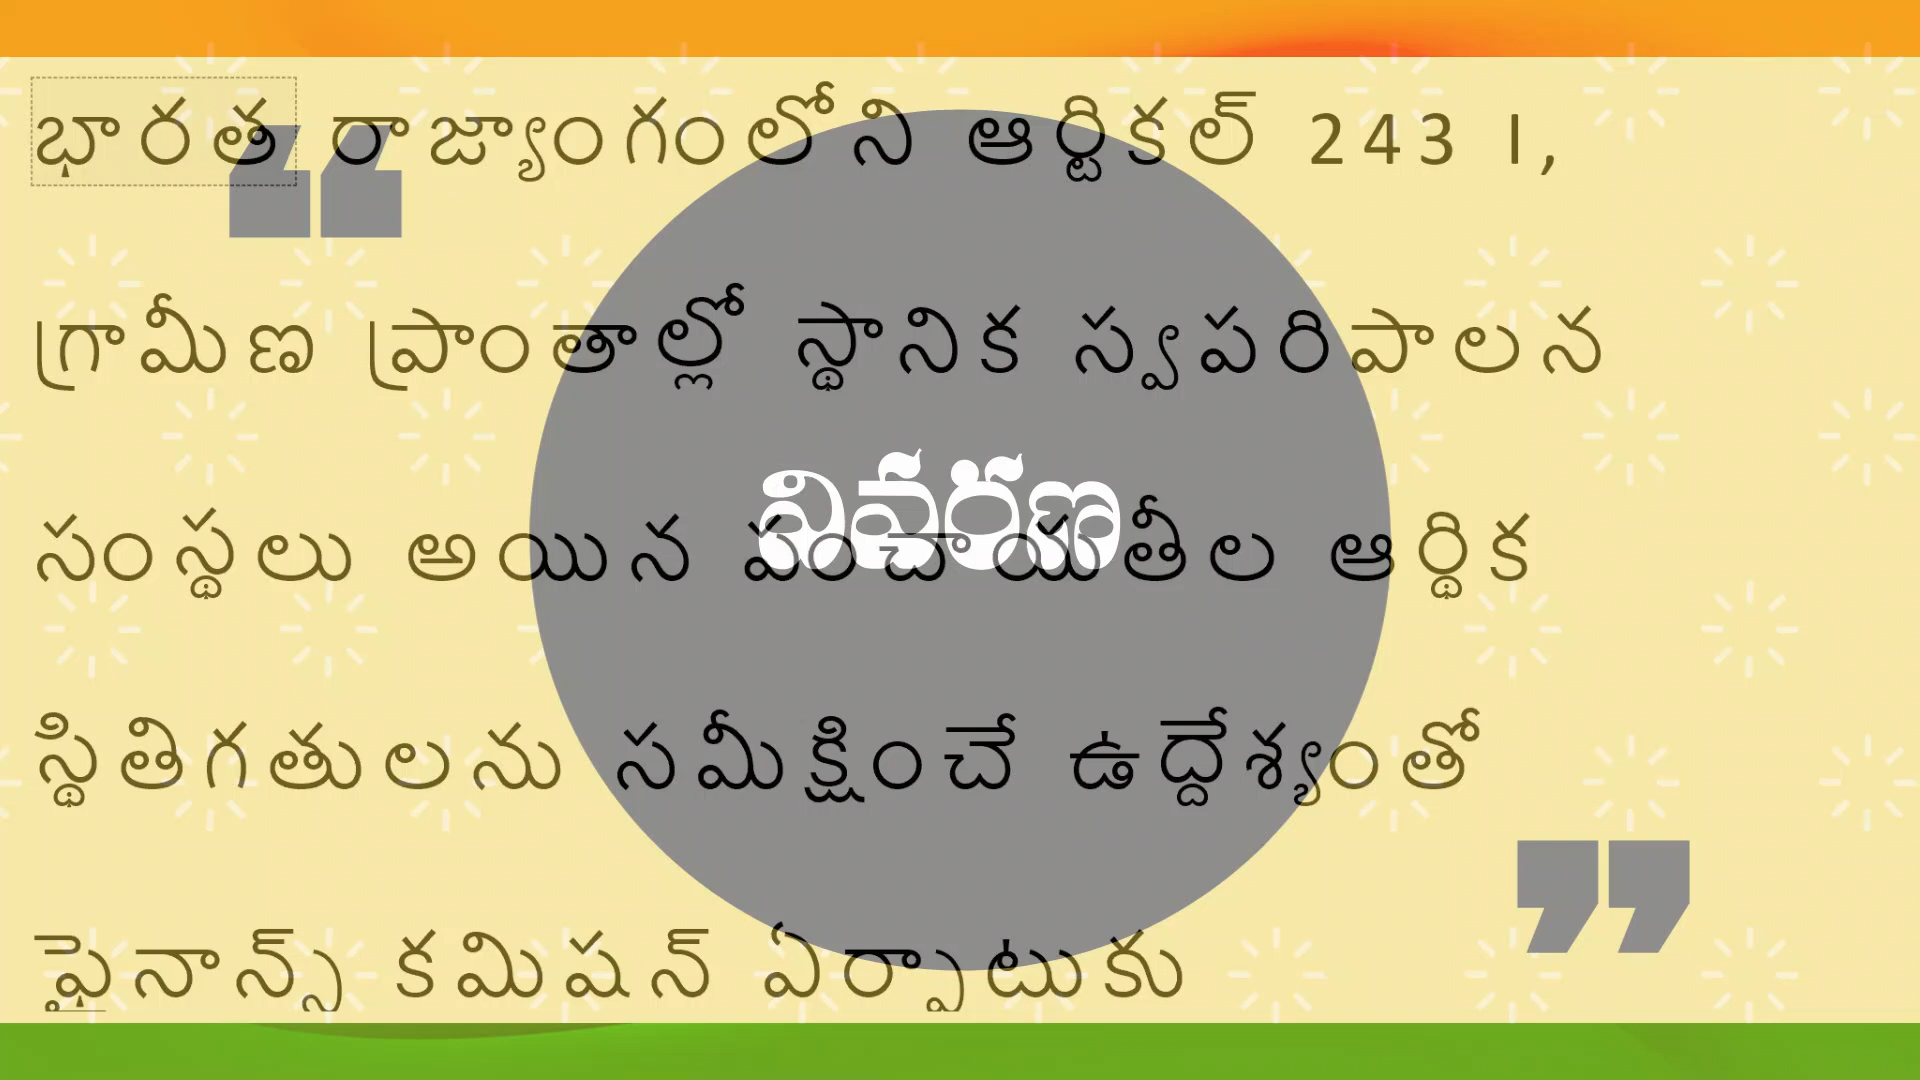 భారత రాజ్యాంగంలోని ఆర్టికల్ 243 I,
గ్రామీణ ప్రాంతాల్లో స్థానిక స్వపరిపాలన
వివరణ
సంస్థలు అయిన పంచాయతీల ఆర్థిక
స్థితిగతులను సమీక్షించే ఉద్దేశ్యంతో
ఫైనాన్స్ కమిషన్ ఏర్పాటుకు